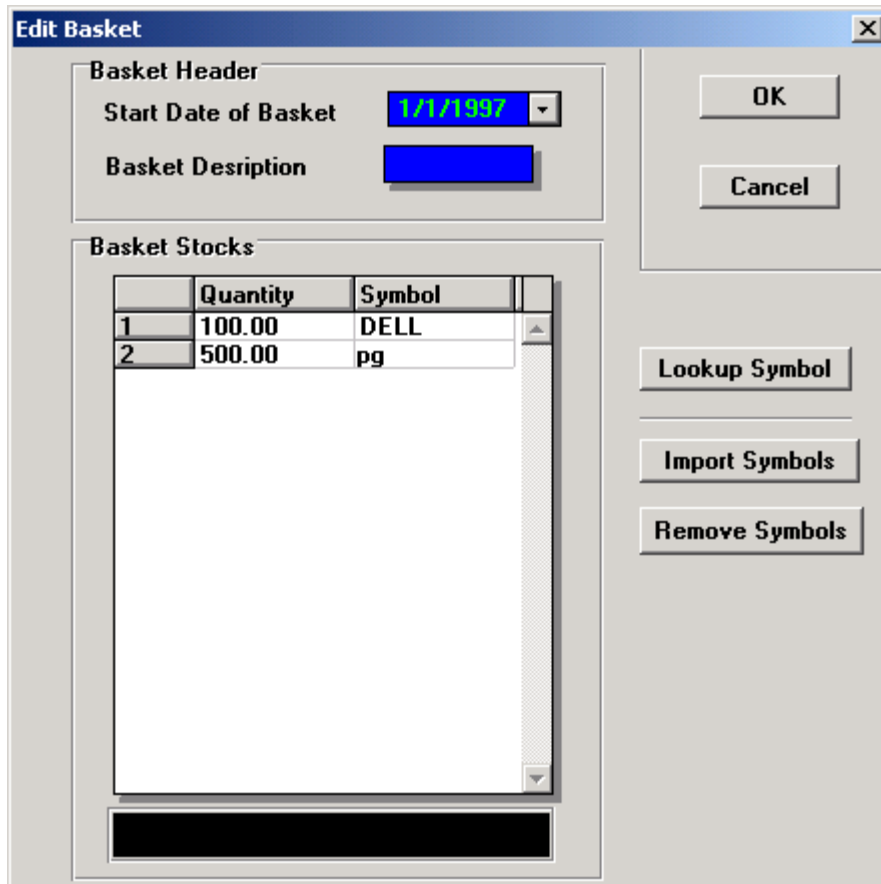 Edit Basket
Basket Header
Start Date of Basket 1/1/1997
Basket Desription
OK
Cancel
Basket Stocks
Quantity Symbol
1 100.00 DELL
2 500.00 pg
Lookup Symbol
Import Symbols
Remove Symbols